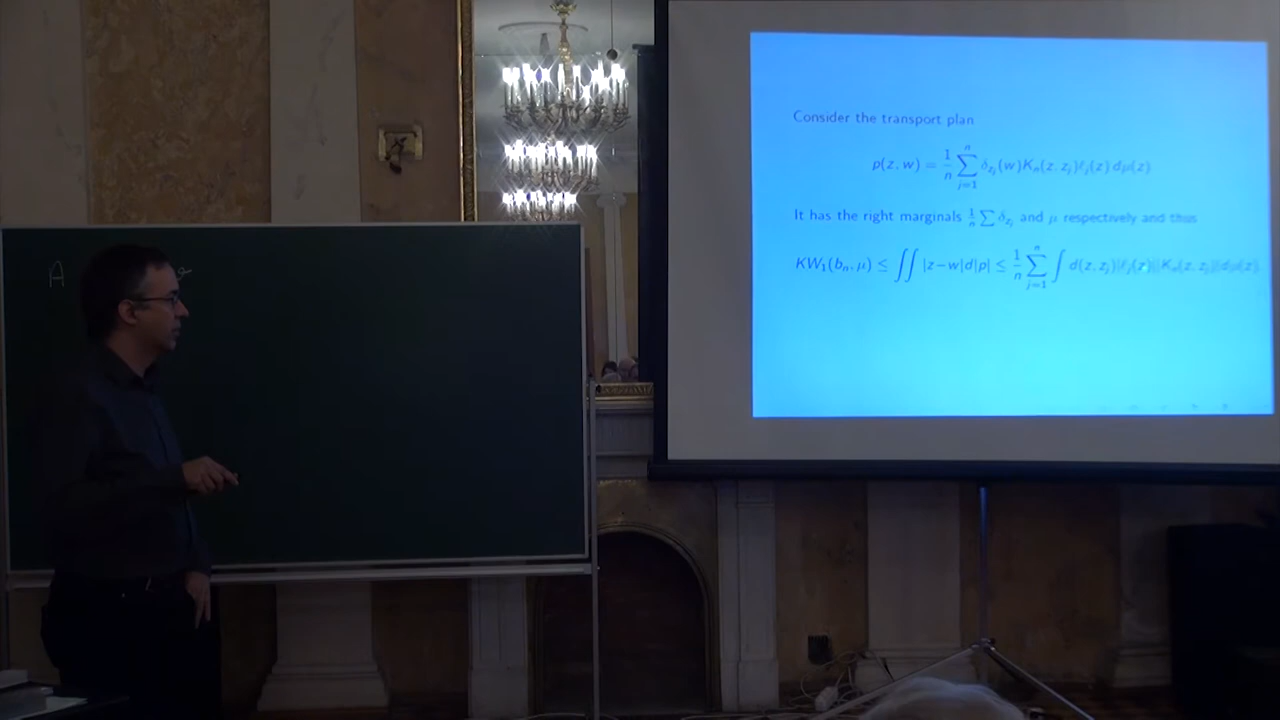 A
Consider the transport plan
p(z, w) = 1/n ∑_{j=1}^{n} δ_{z_j}(w)K_n(z, z_j)ℓ_j(z) dμ(z)
It has the right marginals 1/n ∑ δ_{z_j} and μ respectively and thus
KW₁(b_n, μ) ≤ ∬ |z−w|d|p| ≤ 1/n ∑_{j=1}^{n} ∫ d(z, z_j)|ℓ_j(z)||K_n(z, z_j)|dμ(z).